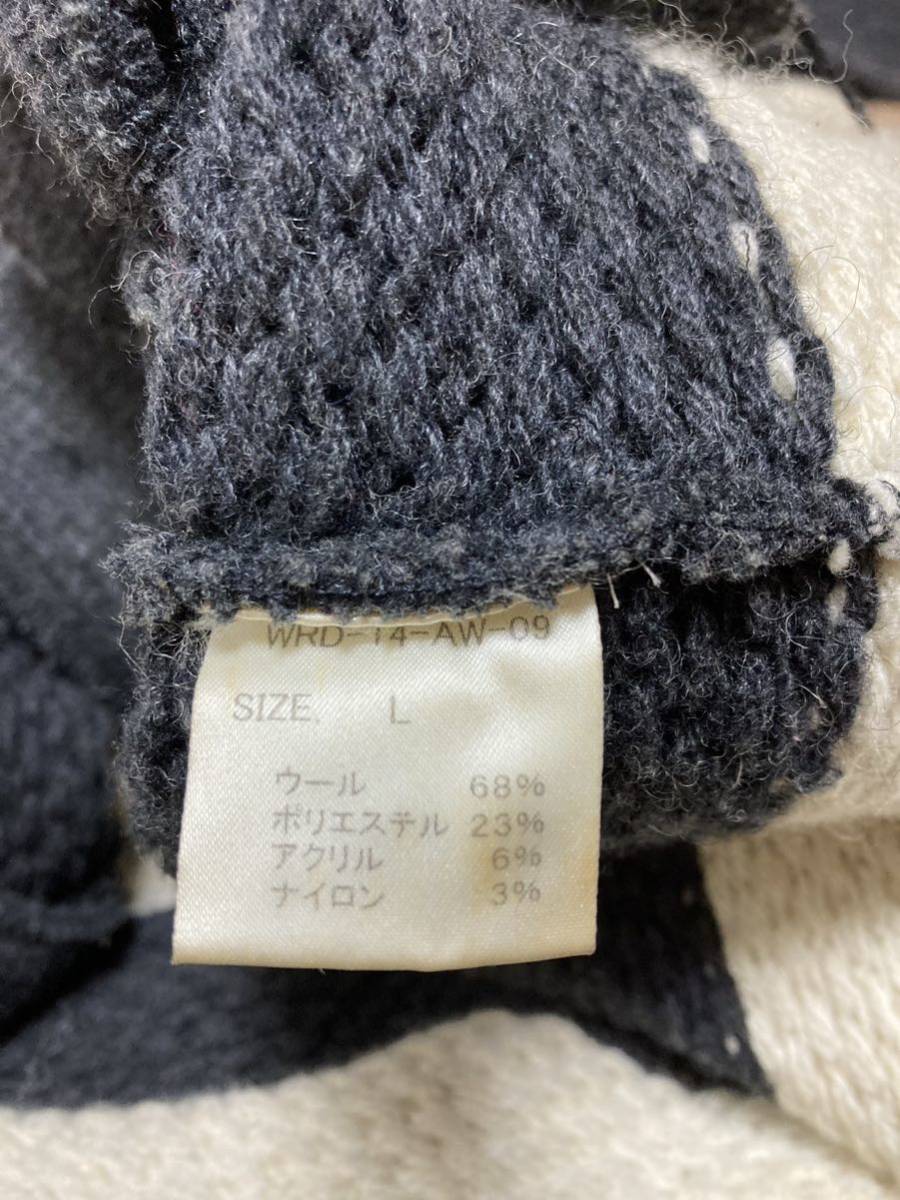 WRD-14-AW-09
SIZE L
ウール 68%
ポリエステル 23%
アクリル 6%
ナイロン 3%